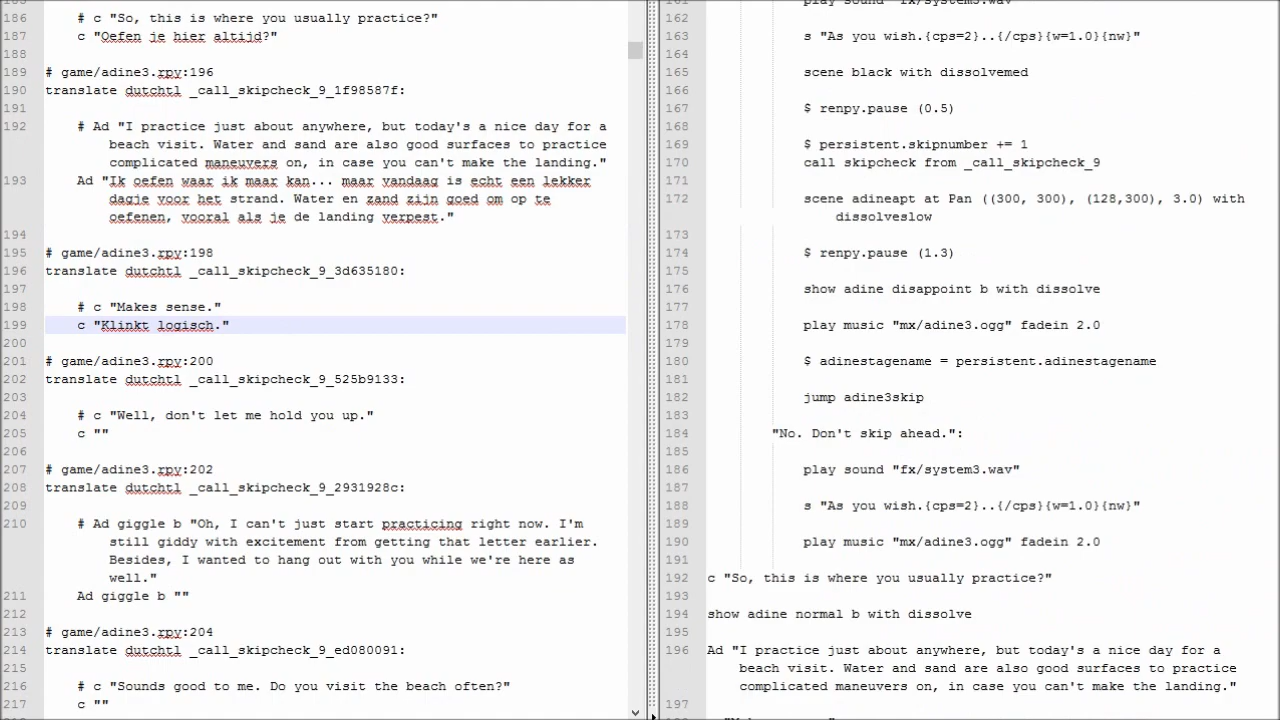 186 # c "So, this is where you usually practice?"
187 c "Oefen je hier altijd?"
188
189 # game/adine3.rpy:196
190 translate dutchtl _call_skipcheck_9_1f98587f:
191
192 # Ad "I practice just about anywhere, but today's a nice day for a
beach visit. Water and sand are also good surfaces to practice
complicated maneuvers on, in case you can't make the landing."
193 Ad "Ik oefen waar ik maar kan... maar vandaag is echt een lekker
dagje voor het strand. Water en zand zijn goed om op te
oefenen, vooral als je de landing verpest."
194
195 # game/adine3.rpy:198
196 translate dutchtl _call_skipcheck_9_3d635180:
197
198 # c "Makes sense."
199 c "Klinkt logisch."
200
201 # game/adine3.rpy:200
202 translate dutchtl _call_skipcheck_9_525b9133:
203
204 # c "Well, don't let me hold you up."
205 c ""
206
207 # game/adine3.rpy:202
208 translate dutchtl _call_skipcheck_9_2931928c:
209
210 # Ad giggle b "Oh, I can't just start practicing right now. I'm
still giddy with excitement from getting that letter earlier.
Besides, I wanted to hang out with you while we're here as
well."
211 Ad giggle b ""
212
213 # game/adine3.rpy:204
214 translate dutchtl _call_skipcheck_9_ed080091:
215
216 # c "Sounds good to me. Do you visit the beach often?"
217 c ""
play sound "fx/system3.wav"
162
163 s "As you wish.{cps=2}..{/cps}{w=1.0}{nw}"
164
165 scene black with dissolvemed
166
167 $ renpy.pause (0.5)
168
169 $ persistent.skipnumber += 1
170 call skipcheck from _call_skipcheck_9
171
172 scene adineapt at Pan ((300, 300), (128,300), 3.0) with
dissolveslow
173
174 $ renpy.pause (1.3)
175
176 show adine disappoint b with dissolve
177
178 play music "mx/adine3.ogg" fadein 2.0
179
180 $ adinestagename = persistent.adinestagename
181
182 jump adine3skip
183
184 "No. Don't skip ahead.":
185
186 play sound "fx/system3.wav"
187
188 s "As you wish.{cps=2}..{/cps}{w=1.0}{nw}"
189
190 play music "mx/adine3.ogg" fadein 2.0
191
192 c "So, this is where you usually practice?"
193
194 show adine normal b with dissolve
195
196 Ad "I practice just about anywhere, but today's a nice day for a
beach visit. Water and sand are also good surfaces to practice
complicated maneuvers on, in case you can't make the landing."
197